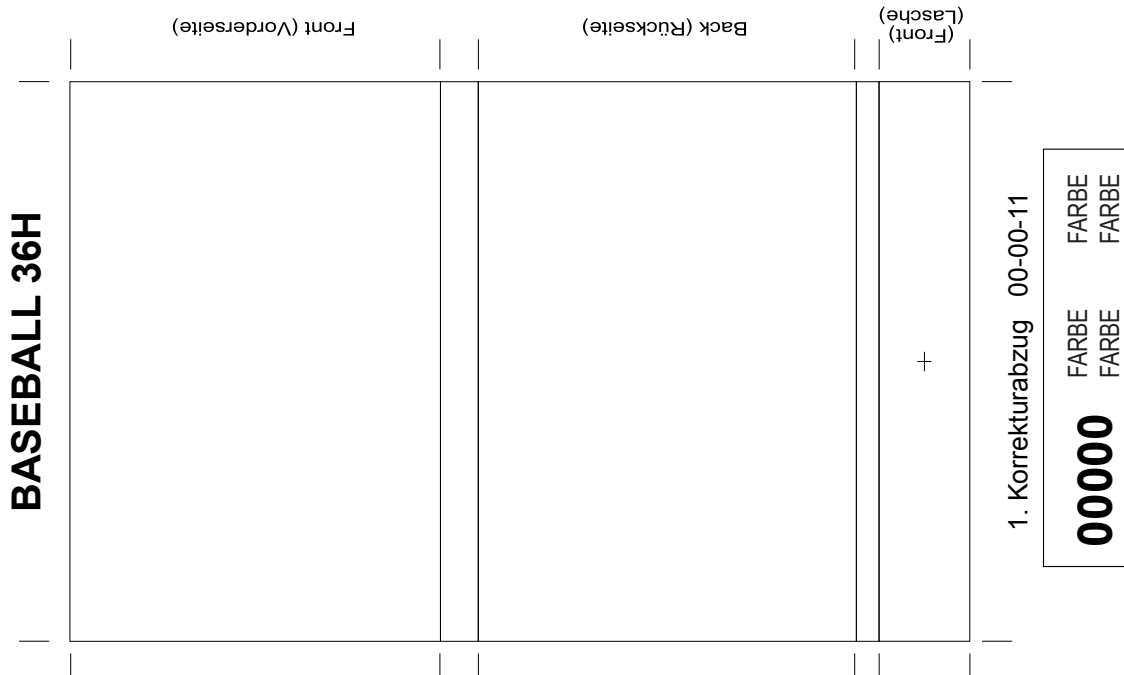 BASEBALL 36H
Front (Vorderseite)
Back (Rückseite)
(Front)
(Lasche)
1. Korrekturabzug 00-00-11
00000
FARBE FARBE
FARBE FARBE